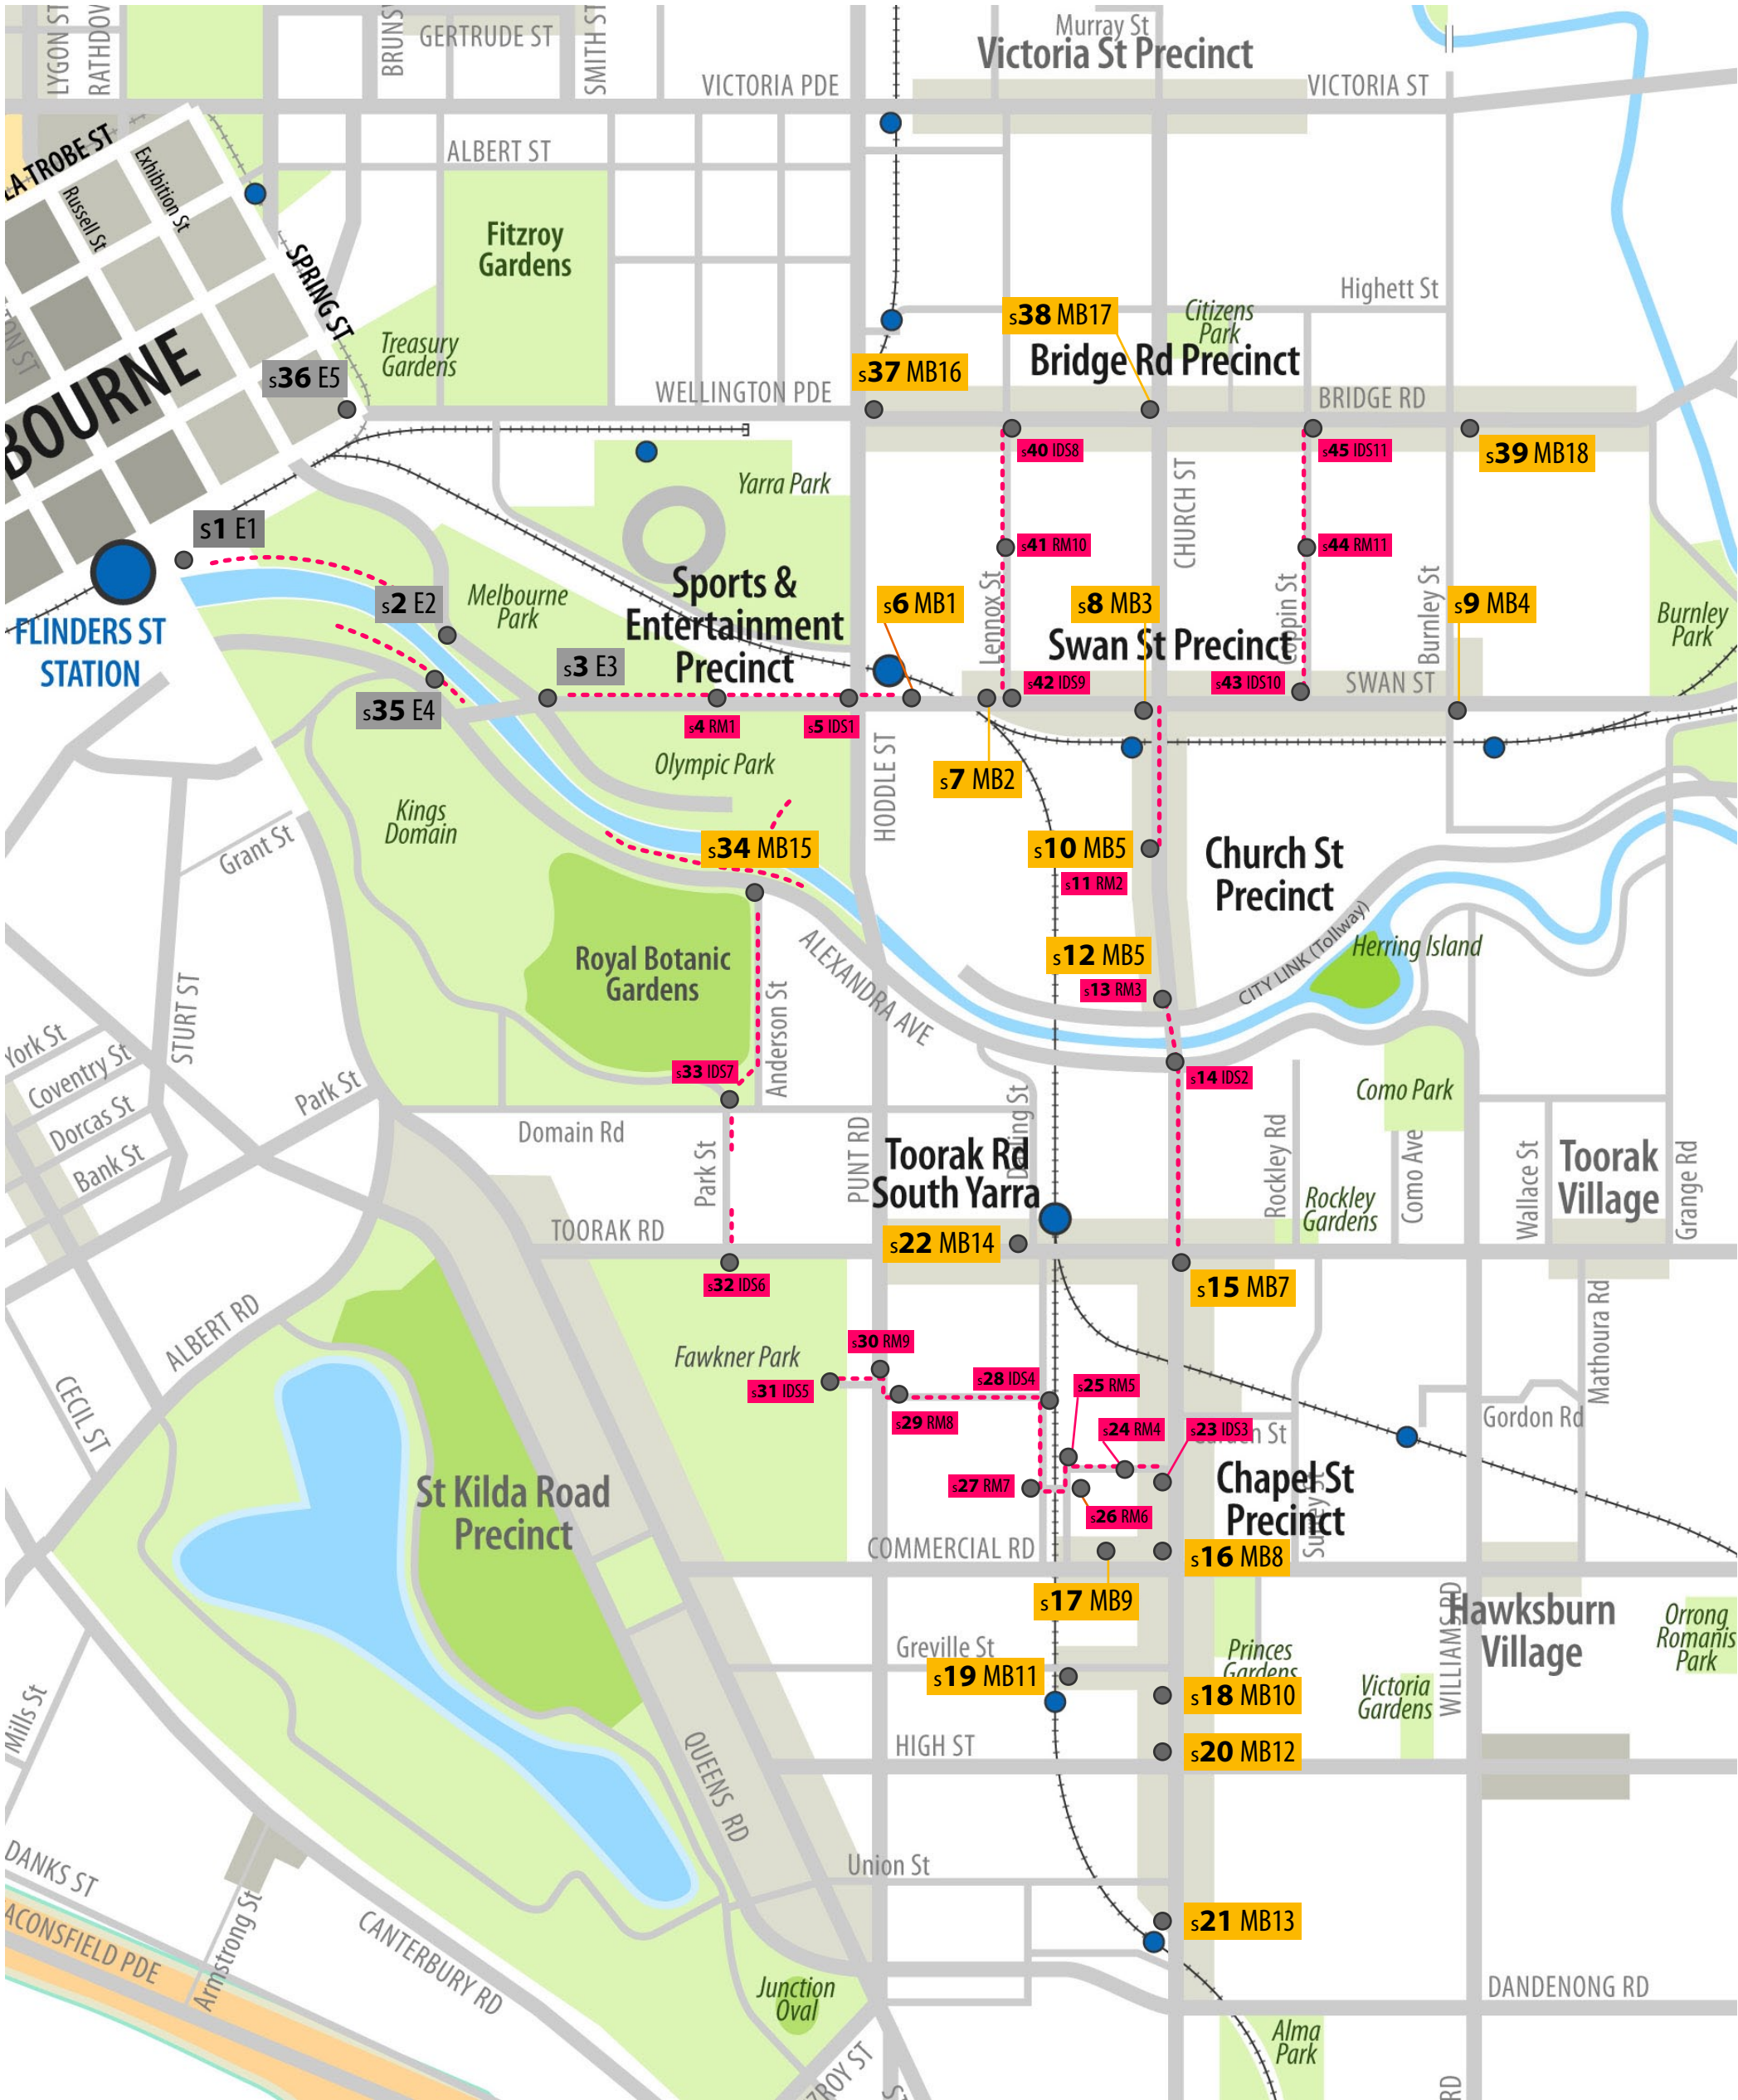 LYGON ST
RATHDOW
BRUNS
GERTRUDE ST
SMITH ST
Murray St
Victoria St Precinct
VICTORIA PDE
VICTORIA ST
LA TROBE ST
Exhibition St
Russell St
ALBERT ST
SPRING ST
Fitzroy
Gardens
Treasury
Gardens
BOURNE
TON ST
Highett St
Citizens
Park
s38 MB17
Bridge Rd Precinct
s36 E5
s37 MB16
WELLINGTON PDE
BRIDGE RD
s40 IDS8
s45 IDS11
s39 MB18
Yarra Park
CHURCH ST
s1 E1
s41 RM10
s44 RM11
FLINDERS ST
STATION
s2 E2
Melbourne
Park
Sports &
Entertainment
Precinct
s6 MB1
Lennox St
s8 MB3
Coppin St
Burnley St
s9 MB4
Burnley
Park
Swan St Precinct
s3 E3
s42 IDS9
s43 IDS10
SWAN ST
s35 E4
s4 RM1
s5 IDS1
Olympic Park
HODDLE ST
s7 MB2
Kings
Domain
Grant St
s34 MB15
s10 MB5
s11 RM2
Church St
Precinct
s12 MB5
s13 RM3
CITY LINK (Tollway)
Herring Island
Royal Botanic
Gardens
ALEXANDRA AVE
Anderson St
STURT ST
York St
Coventry St
Dorcas St
Bank St
Park St
s33 IDS7
s14 IDS2
Como Park
Domain Rd
Park St
PUNT RD
Darling St
Toorak Rd
South Yarra
Rockley Rd
Rockley
Gardens
Como Ave
Wallace St
Toorak
Village
Grange Rd
TOORAK RD
s22 MB14
s32 IDS6
s15 MB7
ALBERT RD
Mathoura Rd
CECIL ST
Fawkner Park
s30 RM9
s31 IDS5
s28 IDS4
s25 RM5
s29 RM8
s24 RM4
s23 IDS3
Gordon Rd
s27 RM7
s26 RM6
St Kilda Road
Precinct
Chapel St
Precinct
Surrey St
COMMERCIAL RD
s16 MB8
s17 MB9
WILLIAMS RD
Hawksburn
Village
Orrong
Romanis
Park
Greville St
Princes
Gardens
s19 MB11
s18 MB10
Victoria
Gardens
Mills St
HIGH ST
s20 MB12
QUEENS RD
Union St
DANKS ST
ACONSFIELD PDE
Armstrong St
CANTERBURY RD
s21 MB13
Junction
Oval
DANDENONG RD
Alma
Park
ZROY ST
RD